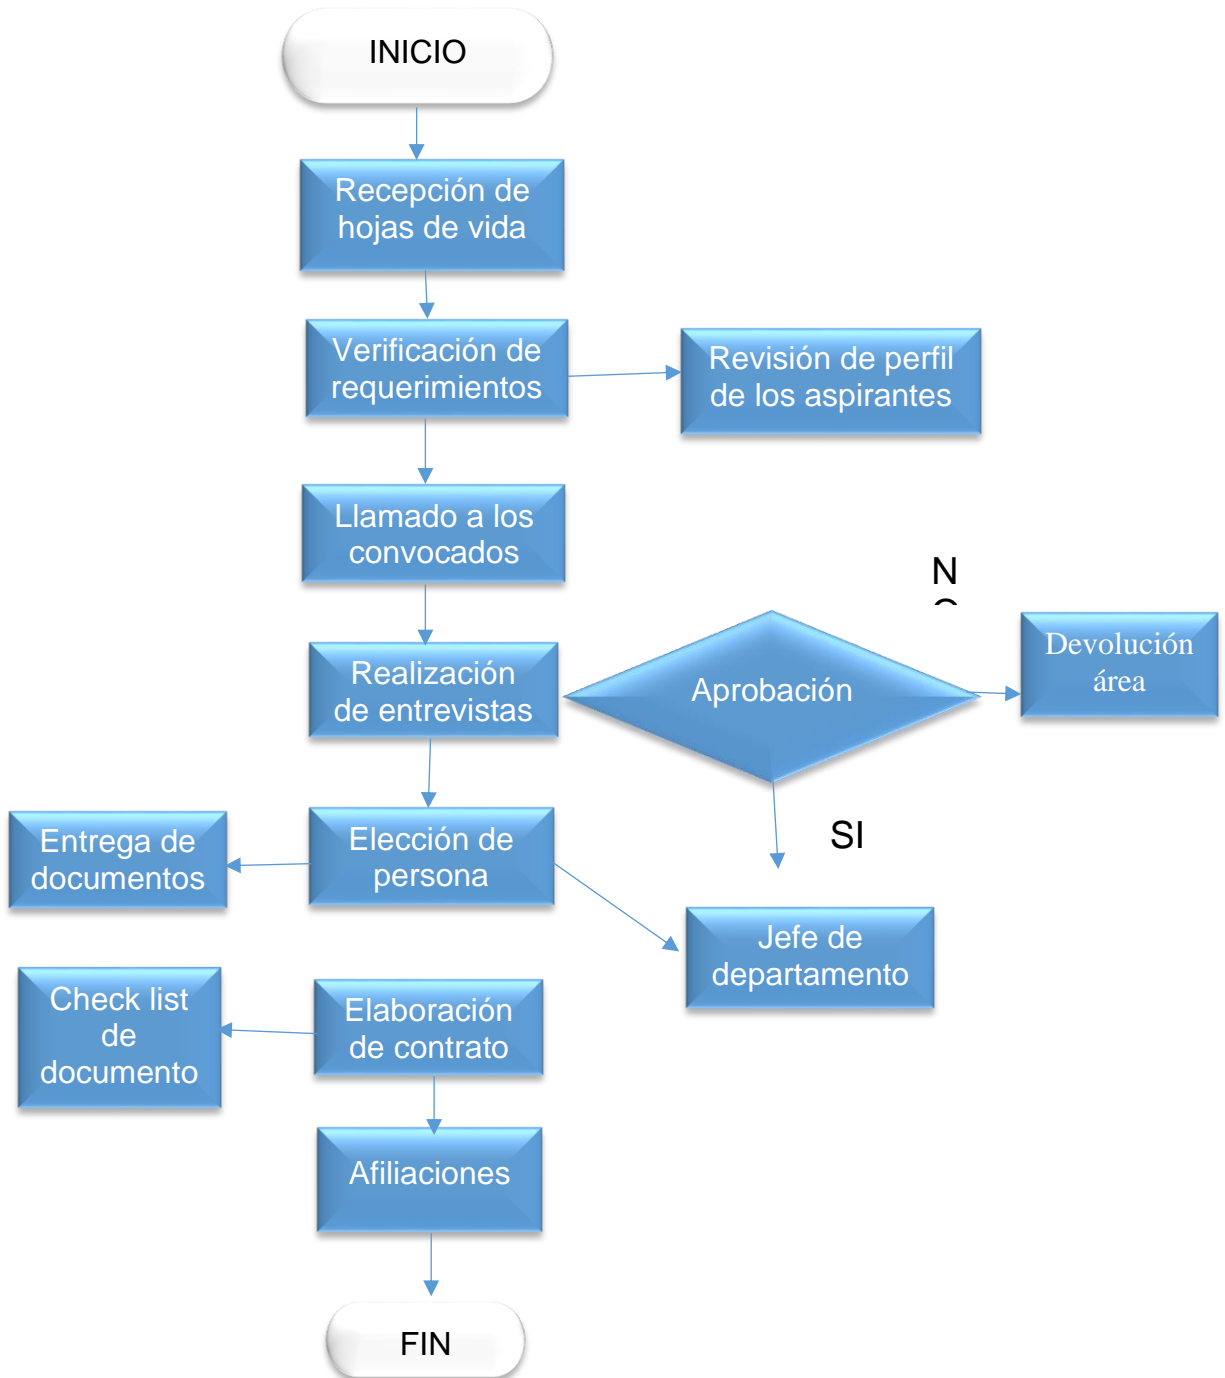 INICIO
Recepción de
hojas de vida
Verificación de
requerimientos
Revisión de perfil
de los aspirantes
Llamado a los
convocados
N
O
Realización
de entrevistas
Aprobación
Devolución
área
SI
Entrega de
documentos
Elección de
persona
Jefe de
departamento
Check list
de
documento
Elaboración
de contrato
Afiliaciones
FIN